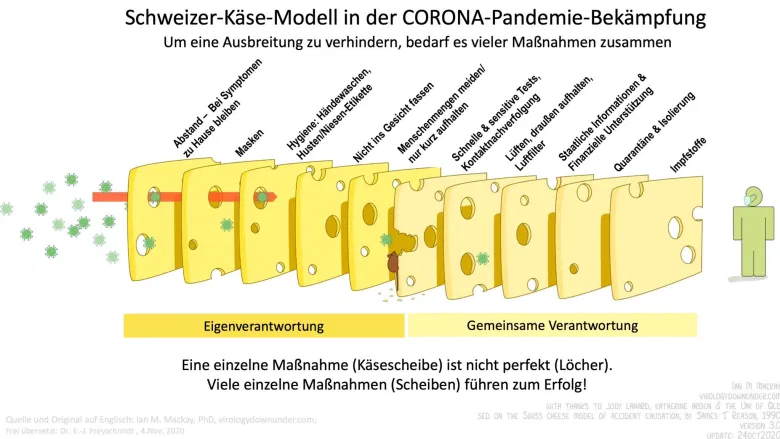 Schweizer-Käse-Modell in der CORONA-Pandemie-Bekämpfung
Um eine Ausbreitung zu verhindern, bedarf es vieler Maßnahmen zusammen
Abstand – Bei Symptomen
zu Hause bleiben
Masken
Hygiene: Händewaschen,
Husten/Niesen-Etikette
Nicht ins Gesicht fassen
Menschenmengen meiden/
nur kurz aufhalten
Schnelle & sensitive Tests,
Kontaktnachverfolgung
Lüften, draußen aufhalten,
Luftfilter
Staatliche Informationen &
Finanzielle Unterstützung
Quarantäne & Isolierung
Impfstoffe
Eigenverantwortung
Gemeinsame Verantwortung
Eine einzelne Maßnahme (Käsescheibe) ist nicht perfekt (Löcher).
Viele einzelne Maßnahmen (Scheiben) führen zum Erfolg!
Ian M Mackay
virologydownunder.com
with thanks to Jody Lanard, Katherine Arden & the Uni of Qld
sed on the Swiss cheese model of accident causation, by James T Reason, 1990
Version 3.0
Update: 24Oct2020
Quelle und Original auf Englisch: Ian M. Mackay, PhD, virologydownunder.com;
Frei übersetzt: Dr. E.-J. Freyschmidt , 4.Nov. 2020